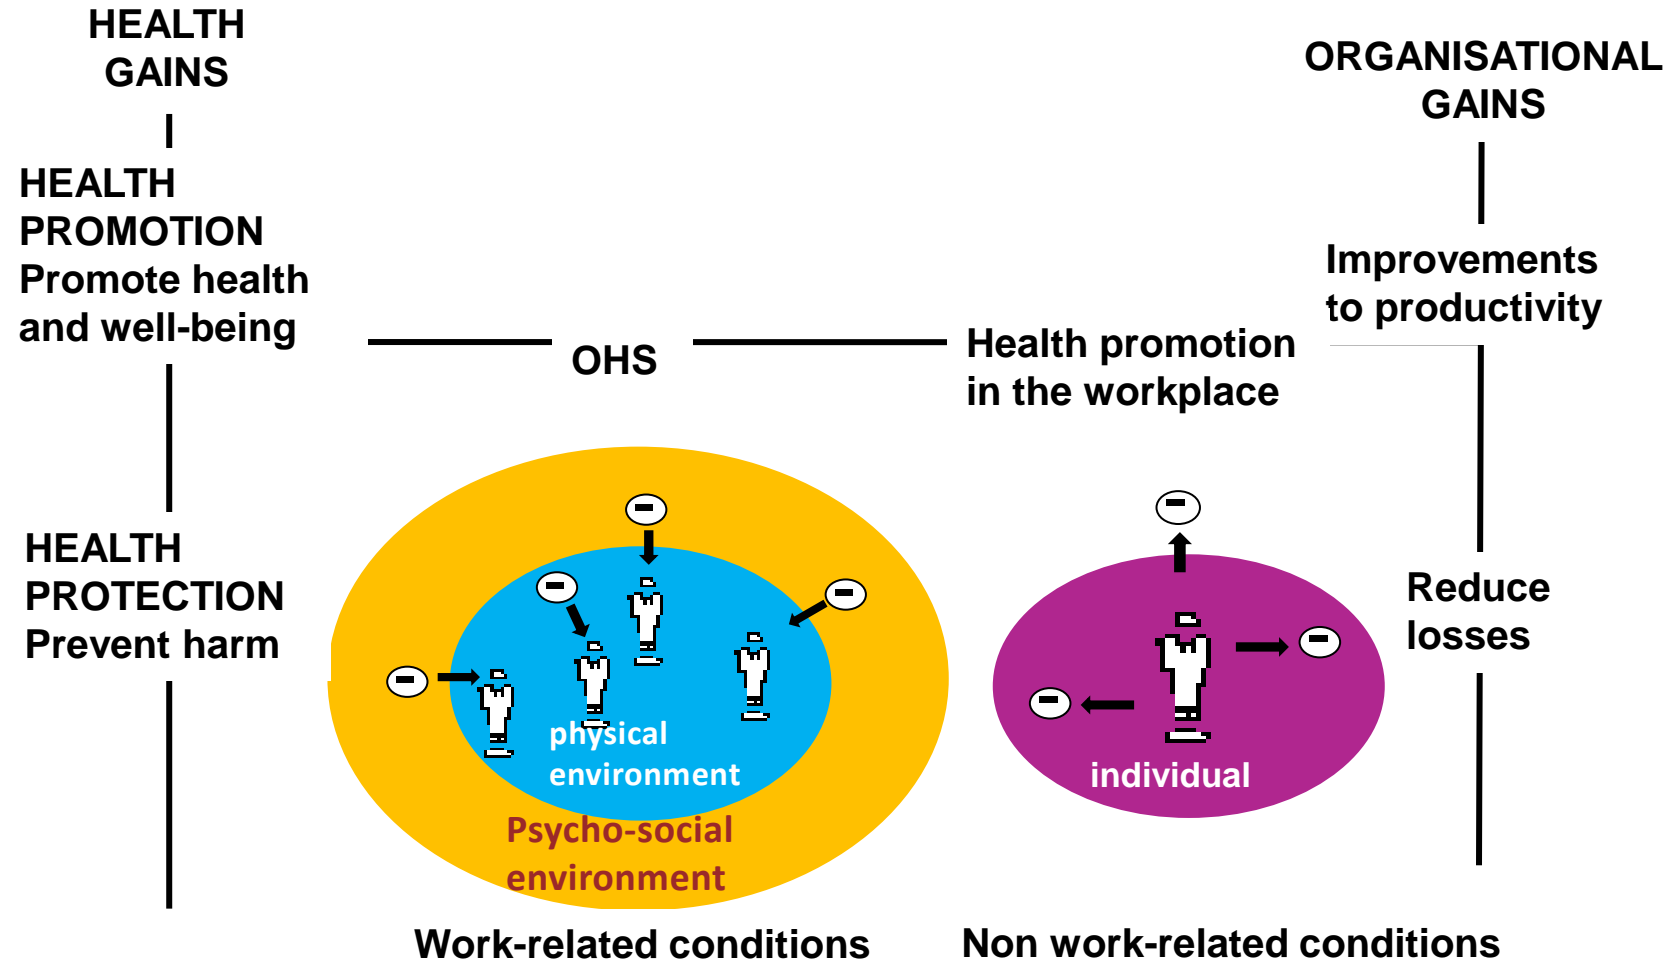 HEALTH
GAINS
ORGANISATIONAL
GAINS
HEALTH
PROMOTION
Promote health
and well-being
Improvements
to productivity
OHS
Health promotion
in the workplace
HEALTH
PROTECTION
Prevent harm
Reduce
losses
physical
environment
individual
Psycho-social
environment
Work-related conditions
Non work-related conditions